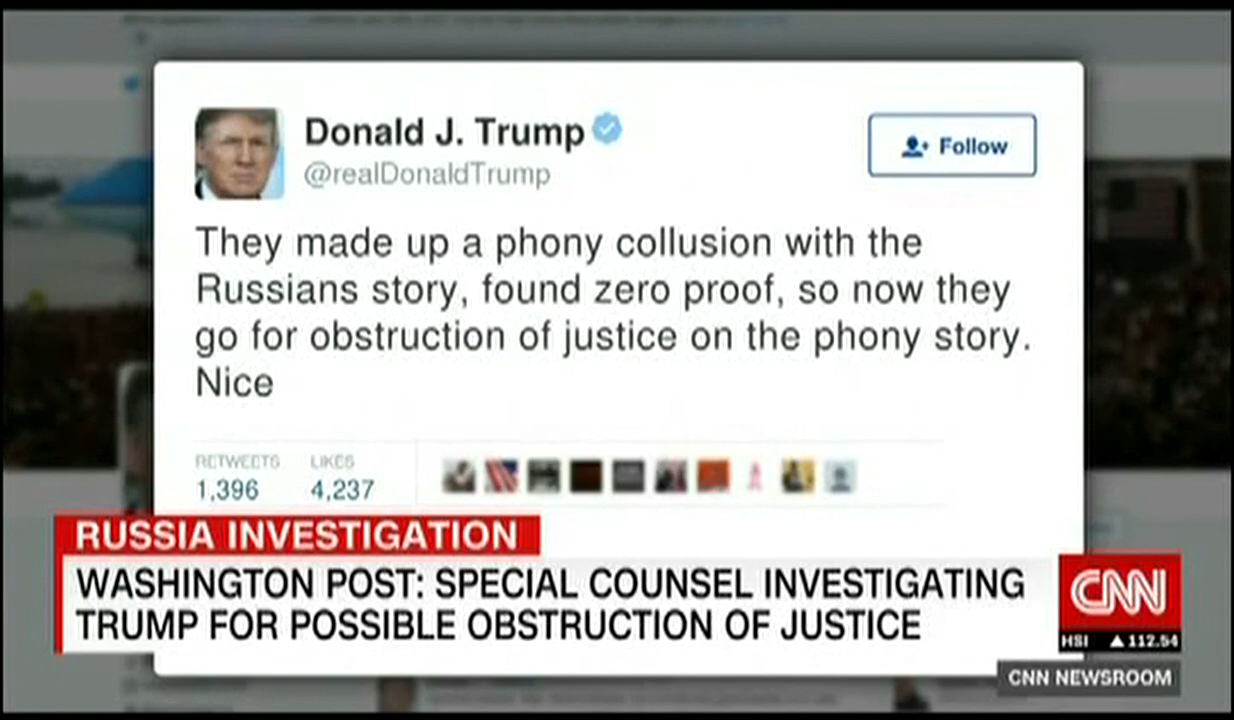 Donald J. Trump
@realDonaldTrump
Follow
They made up a phony collusion with the
Russians story, found zero proof, so now they
go for obstruction of justice on the phony story.
Nice
RETWEETS LIKES
1,396 4,237
RUSSIA INVESTIGATION
WASHINGTON POST: SPECIAL COUNSEL INVESTIGATING
TRUMP FOR POSSIBLE OBSTRUCTION OF JUSTICE
CNN
HSI ▲ 112.54
CNN NEWSROOM